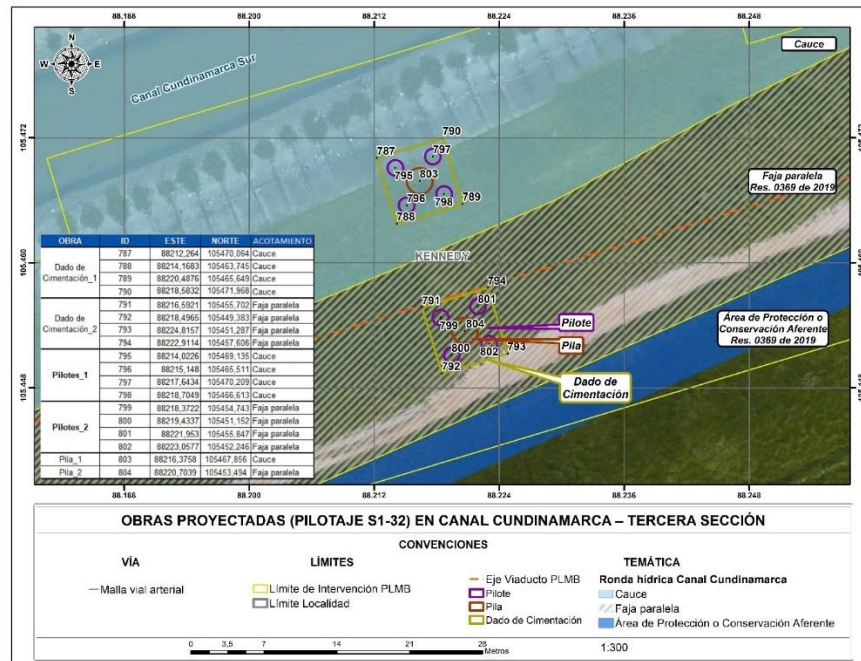 88.188 88.200 88.212 88.224 88.236 88.248
N
W E
S
Canal Cundinamarca Sur
Cauce
105.472 105.472
790
787 797
795 803
796 798 789
788
Faja paralela
Res. 0369 de 2019
105.460 105.460
KENNEDY
794
791 801
799 804
Pilote
800
802 793
Pila
792
Área de Protección o
Conservación Aferente
Res. 0369 de 2019
Dado de
Cimentación
105.448 105.448
OBRA ID ESTE NORTE ACOTAMIENTO
Dado de Cimentación_1 787 88212,264 105470,064 Cauce
788 88214,1683 105463,745 Cauce
789 88220,4876 105465,649 Cauce
790 88218,5832 105471,968 Cauce
Dado de Cimentación_2 791 88216,5921 105455,702 Faja paralela
792 88218,4965 105449,383 Faja paralela
793 88224,8157 105451,287 Faja paralela
794 88222,9114 105457,606 Faja paralela
Pilotes_1 795 88214,0226 105469,135 Cauce
796 88215,148 105465,511 Cauce
797 88217,6434 105470,209 Cauce
798 88218,7049 105466,613 Cauce
Pilotes_2 799 88218,3722 105454,743 Faja paralela
800 88219,4337 105451,152 Faja paralela
801 88221,953 105455,847 Faja paralela
802 88223,0577 105452,246 Faja paralela
Pila_1 803 88216,3758 105467,856 Cauce
Pila_2 804 88220,7039 105453,494 Faja paralela
88.188 88.200 88.212 88.224 88.236 88.248
OBRAS PROYECTADAS (PILOTAJE S1-32) EN CANAL CUNDINAMARCA – TERCERA SECCIÓN
CONVENCIONES
VÍA
Malla vial arterial
LÍMITES
Límite de Intervención PLMB
Límite Localidad
Eje Viaducto PLMB
Pilote
Pila
Dado de Cimentación
TEMÁTICA
Ronda hídrica Canal Cundinamarca
Cauce
Faja paralela
Área de Protección o Conservación Aferente
0 3,5 7 14 21 28
Metros
1:300